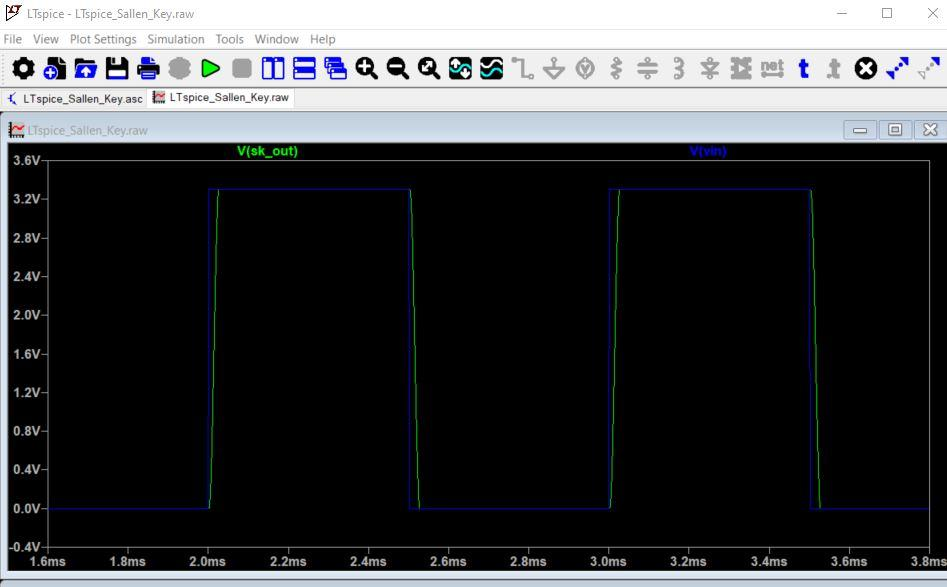 LTspice - LTspice_Sallen_Key.raw
File View Plot Settings Simulation Tools Window Help
net t t
LTspice_Sallen_Key.asc LTspice_Sallen_Key.raw
LTspice_Sallen_Key.raw
V(sk_out) V(vin)
3.6V
3.2V
2.8V
2.4V
2.0V
1.6V
1.2V
0.8V
0.4V
0.0V
-0.4V
1.6ms 1.8ms 2.0ms 2.2ms 2.4ms 2.6ms 2.8ms 3.0ms 3.2ms 3.4ms 3.6ms 3.8ms